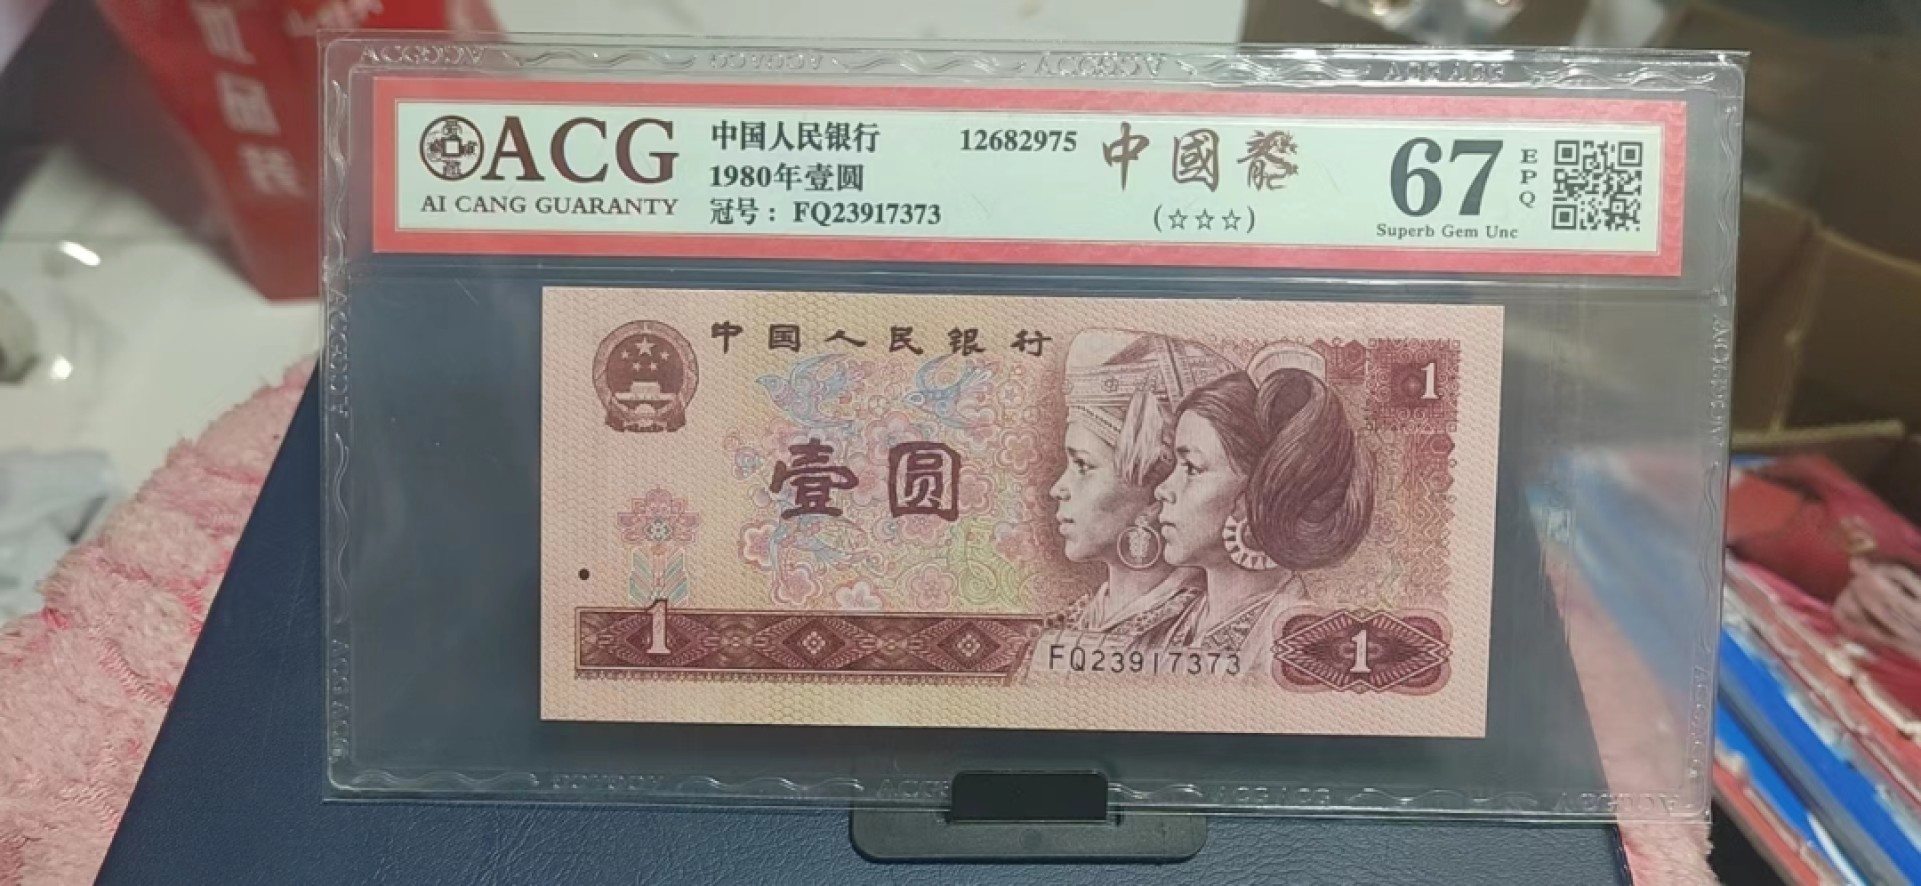 ACG
AI CANG GUARANTY
中国人民银行
1980年壹圆
冠号：FQ23917373
12682975
中國龍
(☆☆☆)
67
EPQ
Superb Gem Unc
中国人民银行
1
壹圆
1
FQ23917373
1